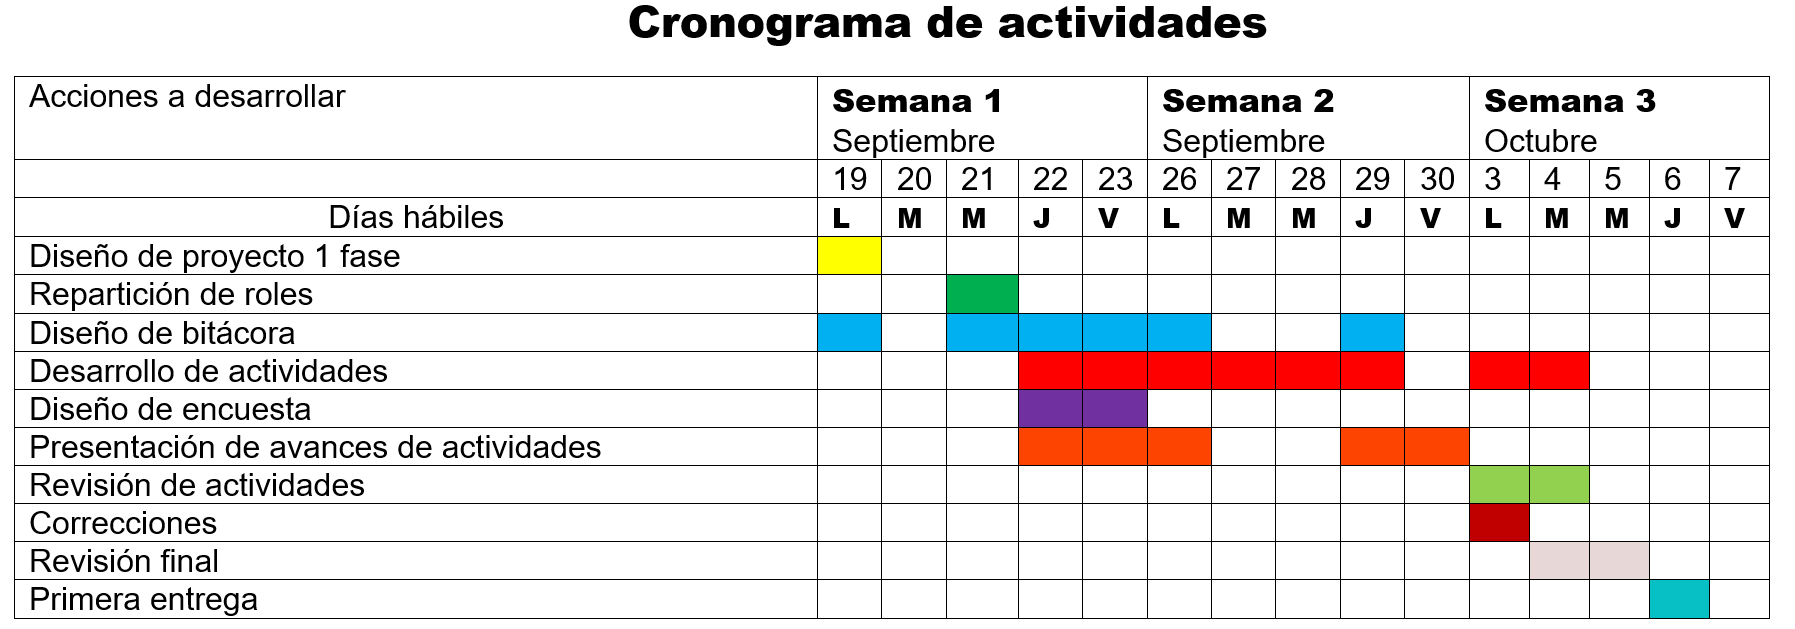 Cronograma de actividades
Acciones a desarrollar
Semana 1 Semana 2 Semana 3
Septiembre Septiembre Octubre
19 20 21 22 23 26 27 28 29 30 3 4 5 6 7
Días hábiles L M M J V L M M J V L M M J V
Diseño de proyecto 1 fase
Repartición de roles
Diseño de bitácora
Desarrollo de actividades
Diseño de encuesta
Presentación de avances de actividades
Revisión de actividades
Correcciones
Revisión final
Primera entrega